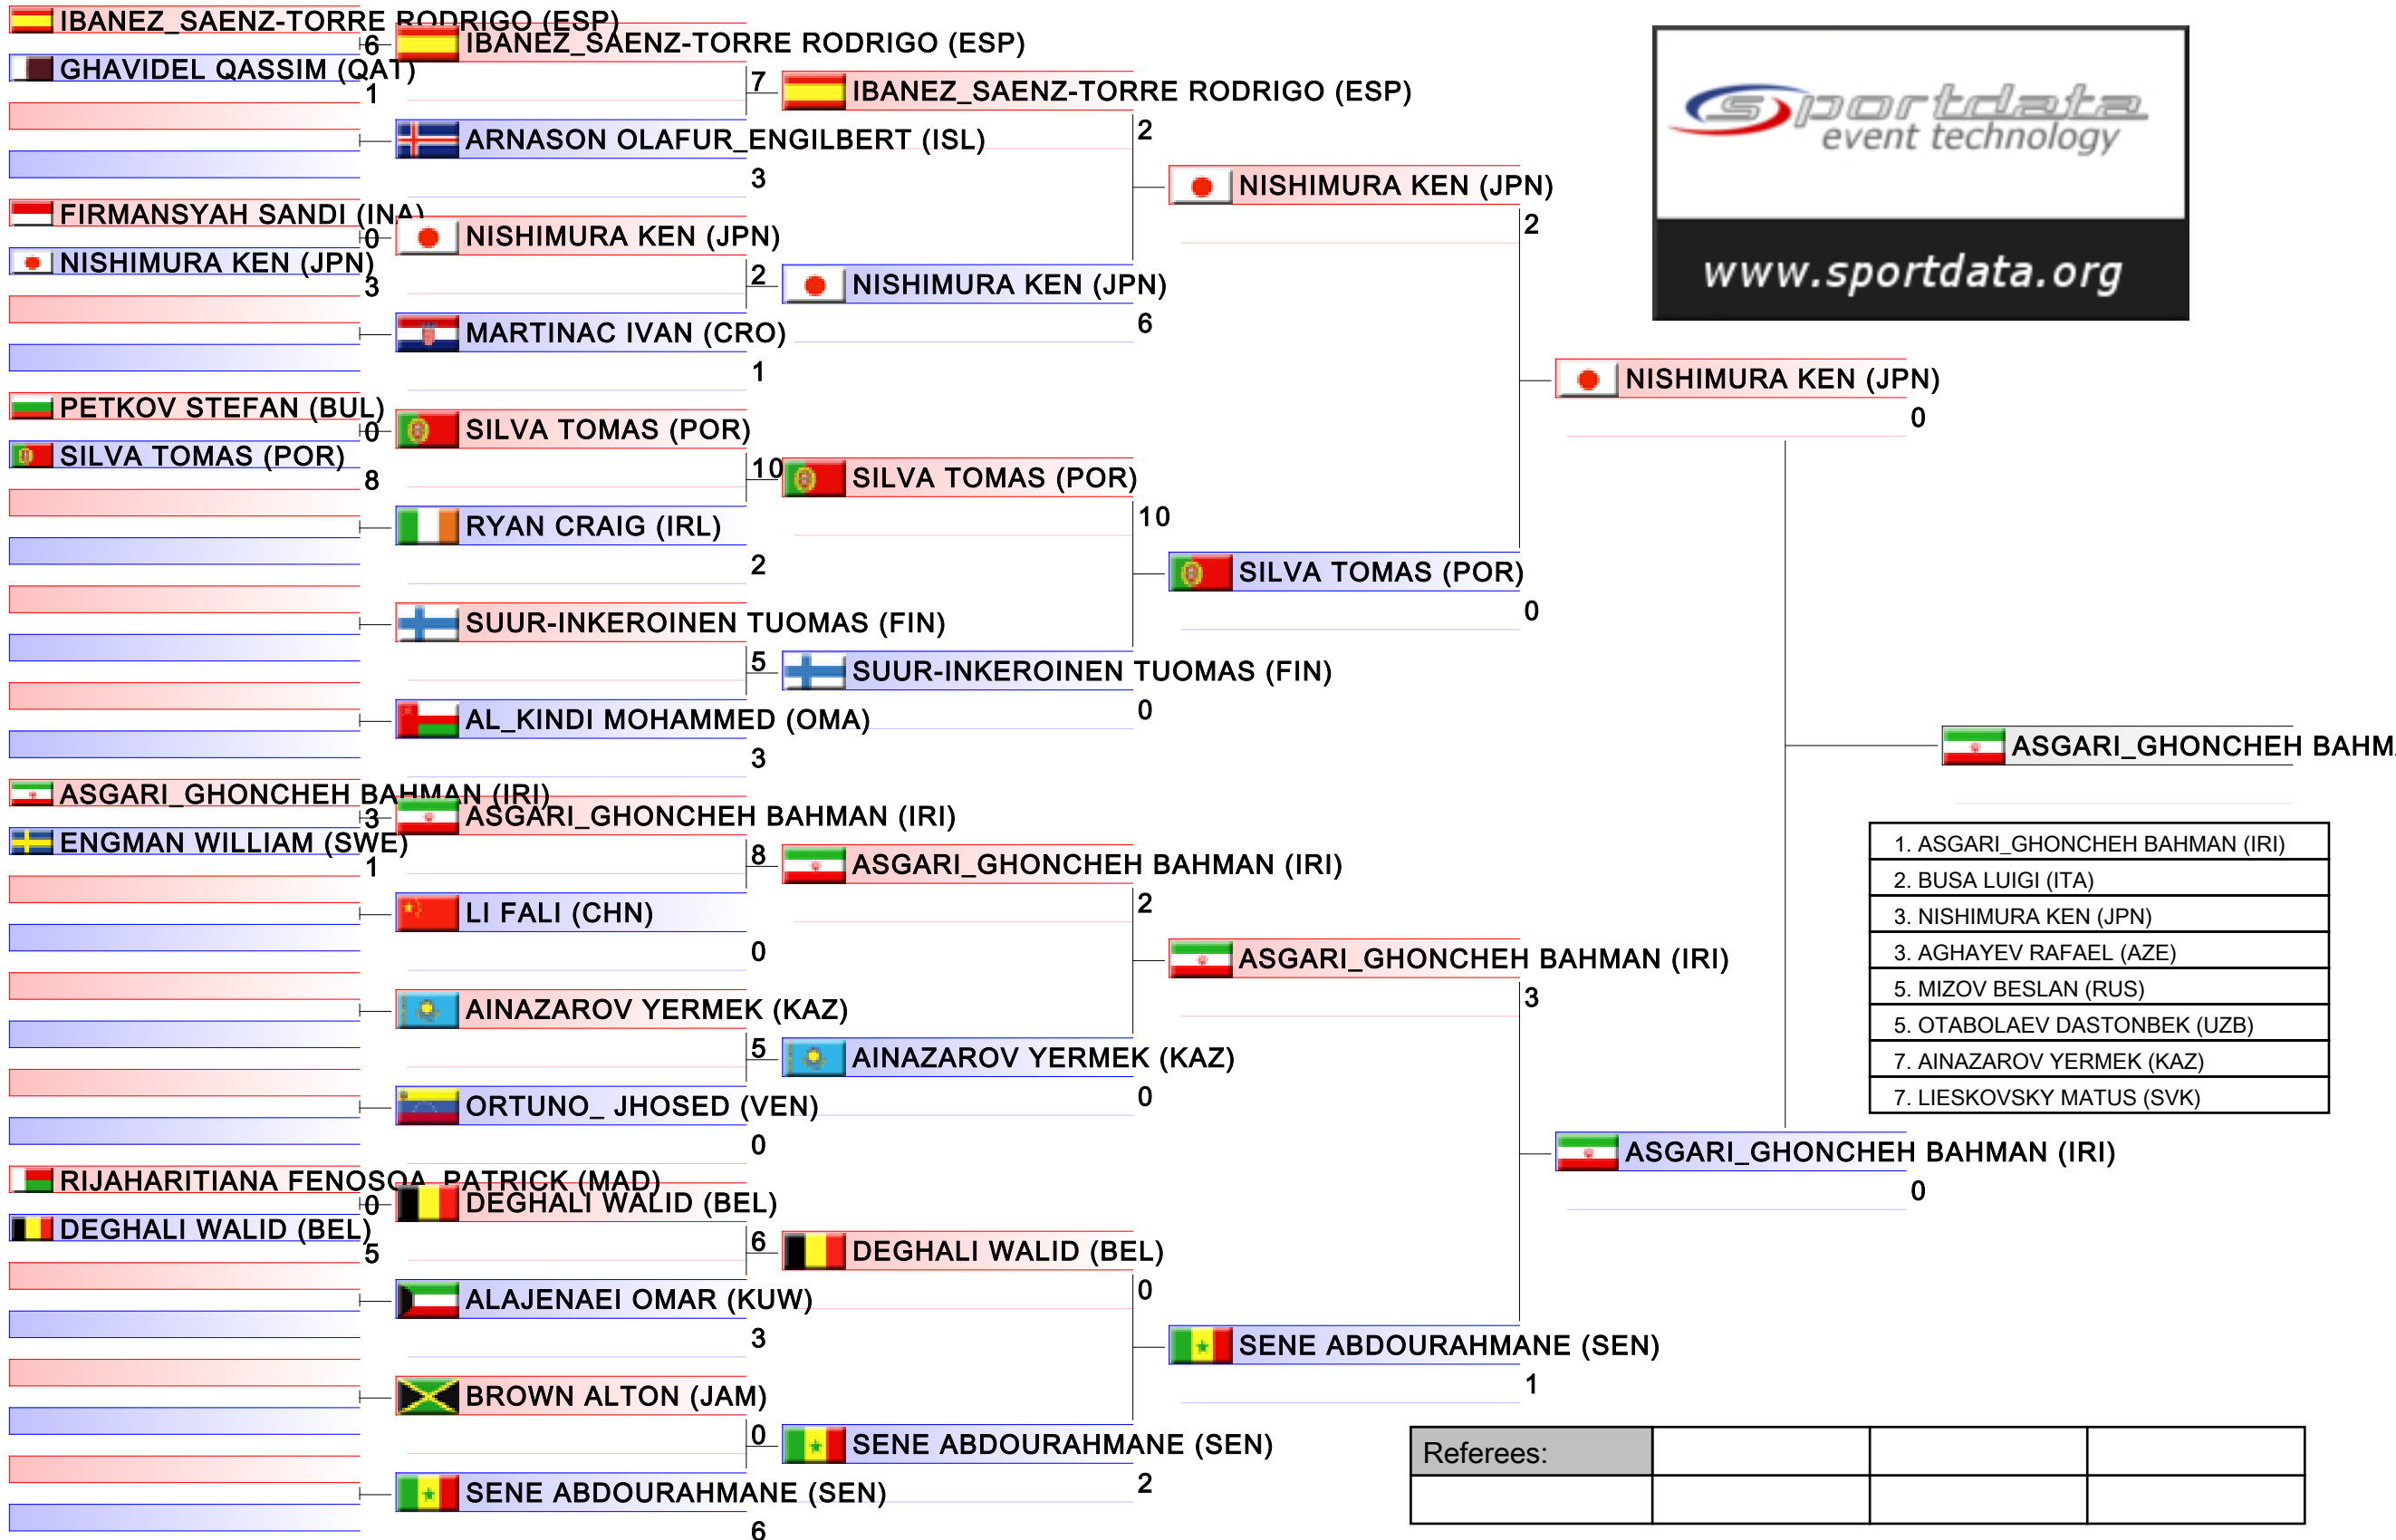 IBANEZ_SAENZ-TORRE RODRIGO (ESP)
6
GHAVIDEL QASSIM (QAT)
1
FIRMANSYAH SANDI (INA)
0
NISHIMURA KEN (JPN)
3
PETKOV STEFAN (BUL)
0
SILVA TOMAS (POR)
8
ASGARI_GHONCHEH BAHMAN (IRI)
3
ENGMAN WILLIAM (SWE)
1
RIJAHARITIANA FENOSOA_PATRICK (MAD)
0
DEGHALI WALID (BEL)
5
IBANEZ_SAENZ-TORRE RODRIGO (ESP)
7
ARNASON OLAFUR_ENGILBERT (ISL)
3
NISHIMURA KEN (JPN)
2
MARTINAC IVAN (CRO)
1
SILVA TOMAS (POR)
10
RYAN CRAIG (IRL)
2
SUUR-INKEROINEN TUOMAS (FIN)
5
AL_KINDI MOHAMMED (OMA)
3
ASGARI_GHONCHEH BAHMAN (IRI)
8
LI FALI (CHN)
0
AINAZAROV YERMEK (KAZ)
5
ORTUNO_ JHOSED (VEN)
0
DEGHALI WALID (BEL)
6
ALAJENAEI OMAR (KUW)
3
BROWN ALTON (JAM)
0
SENE ABDOURAHMANE (SEN)
6
IBANEZ_SAENZ-TORRE RODRIGO (ESP)
2
NISHIMURA KEN (JPN)
6
SILVA TOMAS (POR)
10
SUUR-INKEROINEN TUOMAS (FIN)
0
ASGARI_GHONCHEH BAHMAN (IRI)
2
AINAZAROV YERMEK (KAZ)
0
DEGHALI WALID (BEL)
0
SENE ABDOURAHMANE (SEN)
2
NISHIMURA KEN (JPN)
2
SILVA TOMAS (POR)
0
ASGARI_GHONCHEH BAHMAN (IRI)
3
SENE ABDOURAHMANE (SEN)
1
NISHIMURA KEN (JPN)
0
ASGARI_GHONCHEH BAHMAN (IRI)
0
ASGARI_GHONCHEH BAHM
sportdata
event technology
www.sportdata.org
1. ASGARI_GHONCHEH BAHMAN (IRI)
2. BUSA LUIGI (ITA)
3. NISHIMURA KEN (JPN)
3. AGHAYEV RAFAEL (AZE)
5. MIZOV BESLAN (RUS)
5. OTABOLAEV DASTONBEK (UZB)
7. AINAZAROV YERMEK (KAZ)
7. LIESKOVSKY MATUS (SVK)
Referees: